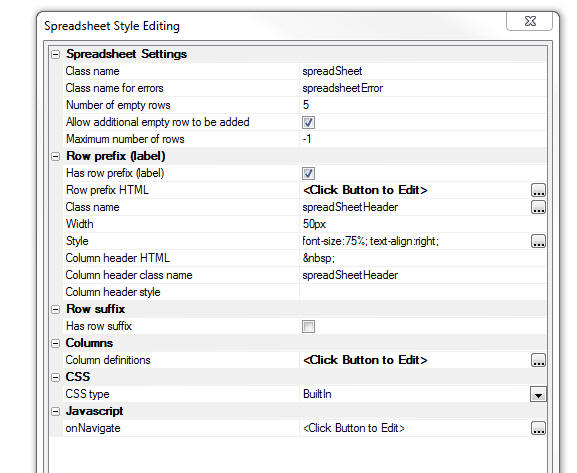 Spreadsheet Style Editing
Spreadsheet Settings
Class name spreadSheet
Class name for errors spreadsheetError
Number of empty rows 5
Allow additional empty row to be added
Maximum number of rows -1
Row prefix (label)
Has row prefix (label)
Row prefix HTML <Click Button to Edit> ...
Class name spreadSheetHeader ...
Width 50px
Style font-size:75%; text-align:right; ...
Column header HTML &nbsp;
Column header class name spreadSheetHeader
Column header style
Row suffix
Has row suffix
Columns
Column definitions <Click Button to Edit> ...
CSS
CSS type BuiltIn
Javascript
onNavigate <Click Button to Edit> ...